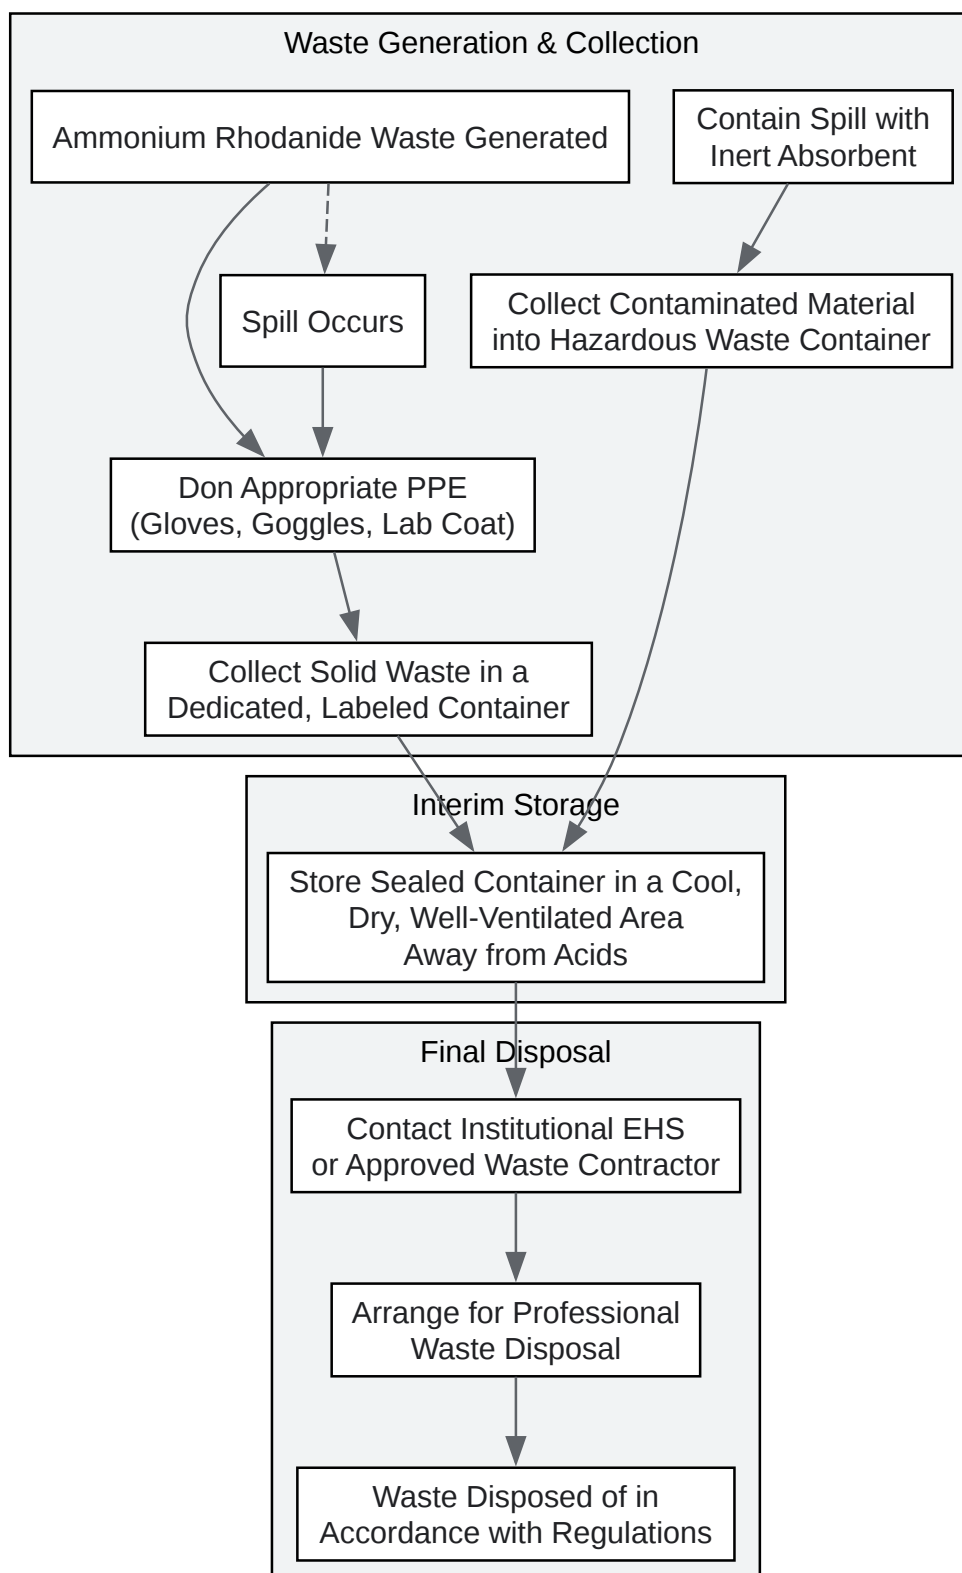 Waste Generation & Collection
Ammonium Rhodanide Waste Generated
Contain Spill with
Inert Absorbent
Spill Occurs
Collect Contaminated Material
into Hazardous Waste Container
Don Appropriate PPE
(Gloves, Goggles, Lab Coat)
Collect Solid Waste in a
Dedicated, Labeled Container
Interim Storage
Store Sealed Container in a Cool,
Dry, Well-Ventilated Area
Away from Acids
Final Disposal
Contact Institutional EHS
or Approved Waste Contractor
Arrange for Professional
Waste Disposal
Waste Disposed of in
Accordance with Regulations